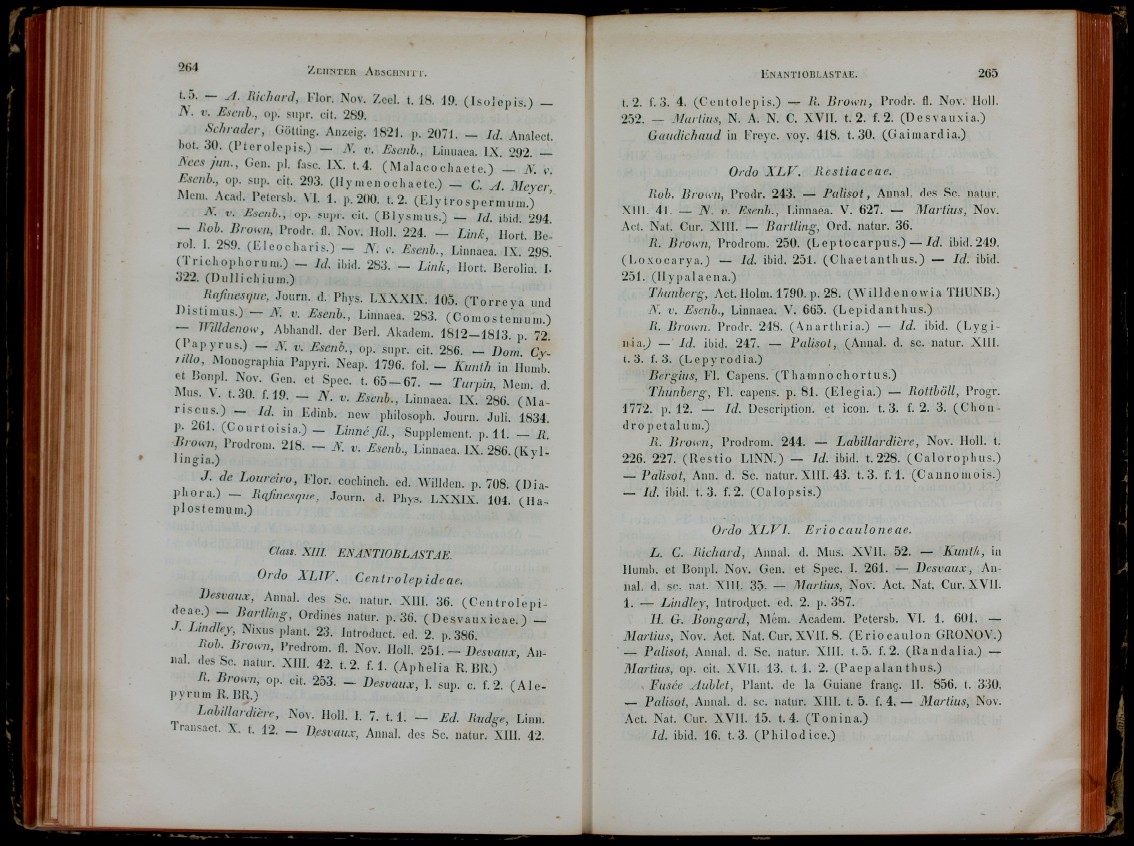 264
Zehnter Abschnitt.
t. 5. — A. Richard, Flor. Nov. Zeel. t. 18. 19. (Isolepis.) —
N. v. Esenb., op. supr. cit. 289.
Schrader, Götting. Anzeig. 1821. p. 2071. — Id. Analect.
bot. 30. (Pterolepis.) — N. v. Esenb., Linnaea. IX. 292. —
Nees jun., Gen. pl. fasc. IX. t. 4. (Malacochaete.) — N. v.
Esenb., op. sup. cit. 293. (Hymenochaete.) — C. A. Meyer,
Mem. Acad. Petersb. VI. 1. p. 200. t. 2. (Elytrospermum.)
N. v. Esenb., op. supr. cit. (Blysmus.) — Id. ibid. 294.
— Rob. Brown, Prodr. fl. Nov. Holl. 224. — Link, Hort. Be-
rol. I. 289. (Eleocharis.) — N. v. Esenb., Linnaea. IX. 298.
(Trichophorum.) — Id. ibid. 283. — Link, Hort. Berolin. I.
322. (Dullichium.)
Rafinesque, Journ. d. Phys. LXXXIX. 105. (Torreya und
Distimus.) — N. v. Esenb., Linnaea. 283. (Comostemum.)
— Willdenow, Abhandl. der Berl. Akadem. 1812—1813. p. 72.
(Papyrus.) — N. v. Esenb., op. supr. cit. 286. — Dom. Cy-
rillo, Monographia Papyri. Neap. 1796. fol. — Kunth in Humb.
et Bonpl. Nov. Gen. et Spec. t. 65—67. — Turpin, Mem. d.
Mus. V. t. 30. f. 19. — N. v. Esenb., Linnaea. IX. 286. (Ma-
riscus.) — Id. in Edinb. new philosoph. Journ. Juli. 1834.
p. 261. (Courtoisia.) — Linné fil., Supplement. p. 11. — R.
Brown, Prodrom. 218. — N. v. Esenb., Linnaea. IX. 286. (Kyl-
lingia.)
J. de Loureiro, Flor. cochinch. ed. Willden. p. 708. (Dia-
phora.) — Rafinesque, Journ. d. Phys. LXXIX. 104. (Ha-
plostemum.)
Class. XIII. ENANTIOBLASTAE.
Ordo XLIV. Centrolepideae.
Desvaux, Annal. des Sc. natur. XIII. 36. (Centrolepi-
deae.) — Bartling, Ordines natur. p. 36. (Desvauxieae.) —
J. Lindley, Nixus plant. 23. Introduct. ed. 2. p. 386.
Rob. Brown, Predrom. fl. Nov. Holl. 251. — Desvaux, An-
nal. des Sc. natur. XIII. 42. t. 2. f. 1. (Aphelia R. BR.)
R. Brown, op. cit. 253. — Desvaux, l. sup. c. f. 2. (Ale-
pyrum R. BR.)
Labillardière, Nov. Holl. I. 7. t. 1. — Ed. Rudge, Linn.
Transact. X. t. 12. — Desvaux, Annal. des Sc. natur. XIII. 42.
Enantioblastae.
265
t. 2. f. 3. 4. (Centolepis.) — R. Brown, Prodr. fl. Nov. Holl.
252. — Martius, N. A. N. C. XVII. t. 2. f. 2. (Desvauxia.)
Gaudichaud in Freyc. voy. 418. t. 30. (Gaimardia.)
Ordo XLV. Restiaceae.
Rob. Brown, Prodr. 243. — Palisot, Annal. des Sc. natur.
XIII. 41. — N. v. Esenb., Linnaea. V. 627. — Martius, Nov.
Act. Nat. Cur. XIII. — Bartling, Ord. natur. 36.
R. Brown, Prodrom. 250. (Leptocarpus.) — Id. ibid. 249.
(Loxocarya.) — Id. ibid. 251. (Chaetanthus.) — Id. ibid.
251. (Hypalaena.)
Thunberg, Act. Holm. 1790. p. 28. (Willdenowia THUNB.)
N. v. Esenb., Linnaea. V. 665. (Lepidanthus.)
R. Brown. Prodr. 248. (Anarthria.) — Id. ibid. (Lygi-
nia.) — Id. ibid. 247. — Palisot, (Annal. d. sc. natur. XIII.
t. 3. f. 3. (Lepyrodia.)
Bergius, Fl. Capens. (Thamnochortus.)
Thunberg, Fl. capens. p. 81. (Elegia.) — Rottböll, Progr.
1772. p. 12. — Id. Description. et icon. t. 3. f. 2. 3. (Chon-
dropetalum.)
R. Brown, Prodrom. 244. — Labillardière, Nov. Holl. t.
226. 227. (Restio LINN.) — Id. ibid. t. 228. (Calorophus.)
— Palisot, Ann. d. Sc. natur. XIII. 43. t. 3. f. 1. (Cannomois.)
— Id. ibid. t. 3. f. 2. (Calopsis.)
Ordo XLVI. Eriocauloneae.
L. C. Richard, Annal. d. Mus. XVII. 52. — Kunth, in
Humb. et Bonpl. Nov. Gen. et Spec. I. 261. — Desvaux, An-
nal. d. sc. nat. XIII. 35. — Martius, Nov. Act. Nat. Cur. XVII.
1. — Lindley, Introduct. ed. 2. p. 387.
H. G. Bongard, Mém. Academ. Petersb. VI. 1. 601. —
Martius, Nov. Act. Nat. Cur. XVII. 8. (Eriocaulon GRONOV.)
— Palisot, Annal. d. Sc. natur. XIII. t. 5. f. 2. (Randalia.) —
Martius, op. cit. XVII. 13. t. 1. 2. (Paepalanthus.)
Fusée Aublet, Plant. de la Guiane franç. II. 856. t. 330.
— Palisot, Annal. d. sc. natur. XIII. t. 5. f. 4. — Martius, Nov.
Act. Nat. Cur. XVII. 15. t. 4. (Tonina.)
Id. ibid. 16. t. 3. (Philodice.)